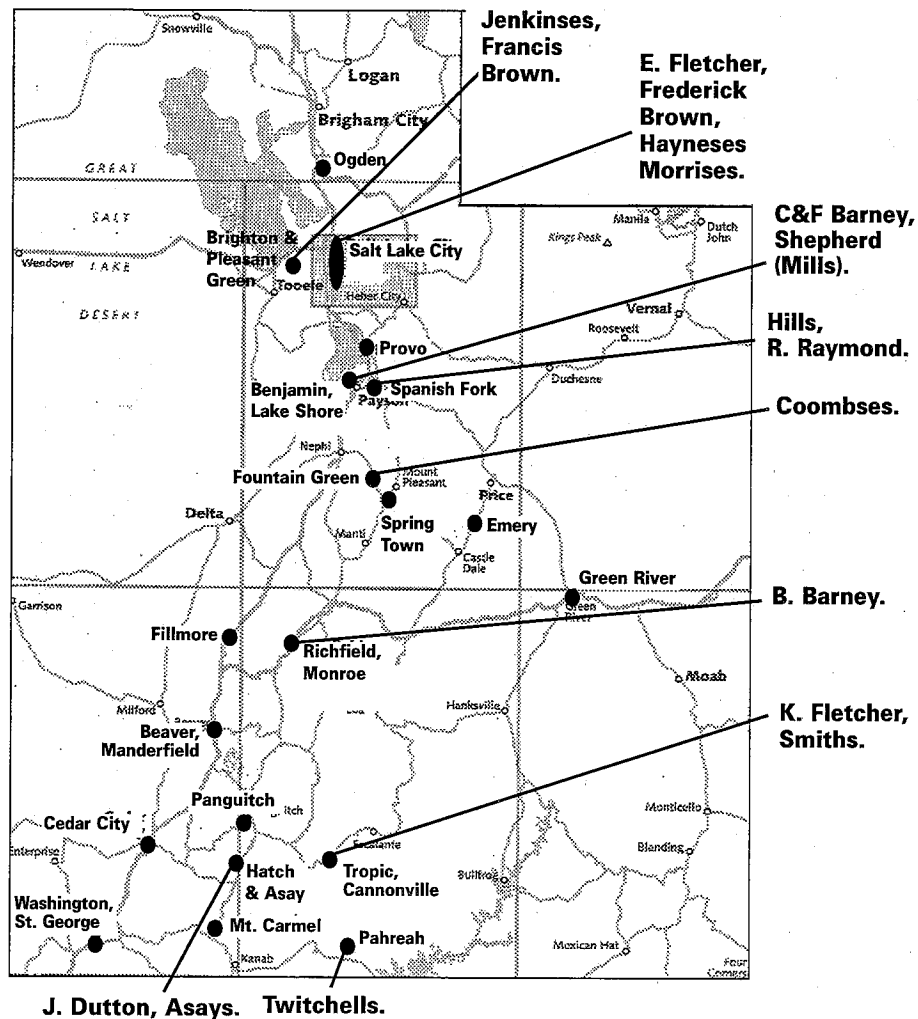 Jenkinses,
Francis
Brown.
E. Fletcher,
Frederick
Brown,
Hayneses
Morrises.
C&F Barney,
Shepherd
(Mills).
Hills,
R. Raymond.
Coombses.
B. Barney.
K. Fletcher,
Smiths.
J. Dutton, Asays.
Twitchells.
Snowville
Logan
Brigham City
Ogden
GREAT
SALT
LAKE
DESERT
Wendover
Brighton &
Pleasant
Green
Tooele
Salt Lake City
Heber City
Manila
Dutch
John
Kings Peak
Vernal
Roosevelt
Duchesne
Provo
Benjamin,
Lake Shore
Payson
Spanish Fork
Nephi
Fountain Green
Mount
Pleasant
Price
Delta
Spring
Town
Emery
Manti
Castle
Dale
Green River
Green
River
Garrison
Fillmore
Richfield,
Monroe
Moab
Milford
Hanksville
Beaver,
Manderfield
Panguitch
itch
Monticello
Cedar City
Enterprise
Escalante
Blanding
Hatch
& Asay
Tropic,
Cannonville
Bullfrog
Washington,
St. George
Mt. Carmel
Pahreah
Kanab
Mexican Hat
Four
Corners